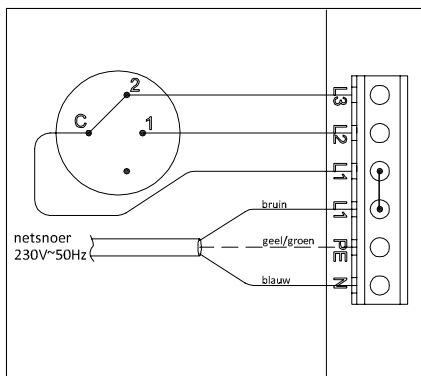 2
C
1
L3
L2
L1
bruin
L1
netsnoer
geel/groen
PE
230V~50Hz
blauw
N